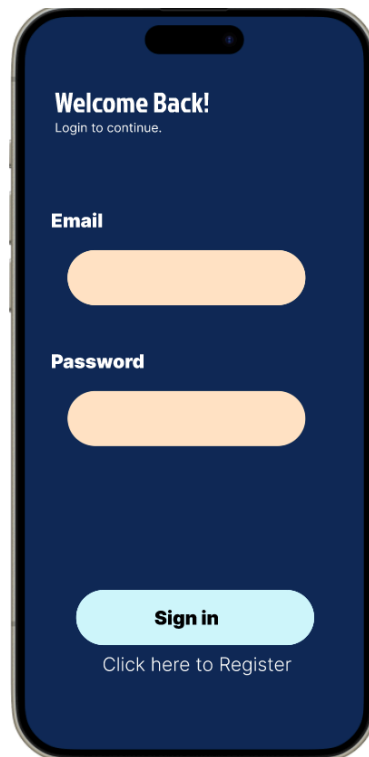 Welcome Back!
Login to continue.
Email
Password
Sign in
Click here to Register